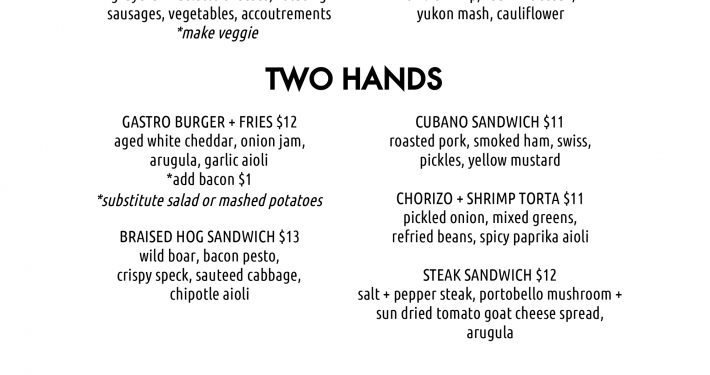 sausages, vegetables, accoutrements
*make veggie
yukon mash, cauliflower
TWO HANDS
GASTRO BURGER + FRIES $12
aged white cheddar, onion jam,
arugula, garlic aioli
*add bacon $1
*substitute salad or mashed potatoes
BRAISED HOG SANDWICH $13
wild boar, bacon pesto,
crispy speck, sauteed cabbage,
chipotle aioli
CUBANO SANDWICH $11
roasted pork, smoked ham, swiss,
pickles, yellow mustard
CHORIZO + SHRIMP TORTA $11
pickled onion, mixed greens,
refried beans, spicy paprika aioli
STEAK SANDWICH $12
salt + pepper steak, portobello mushroom +
sun dried tomato goat cheese spread,
arugula